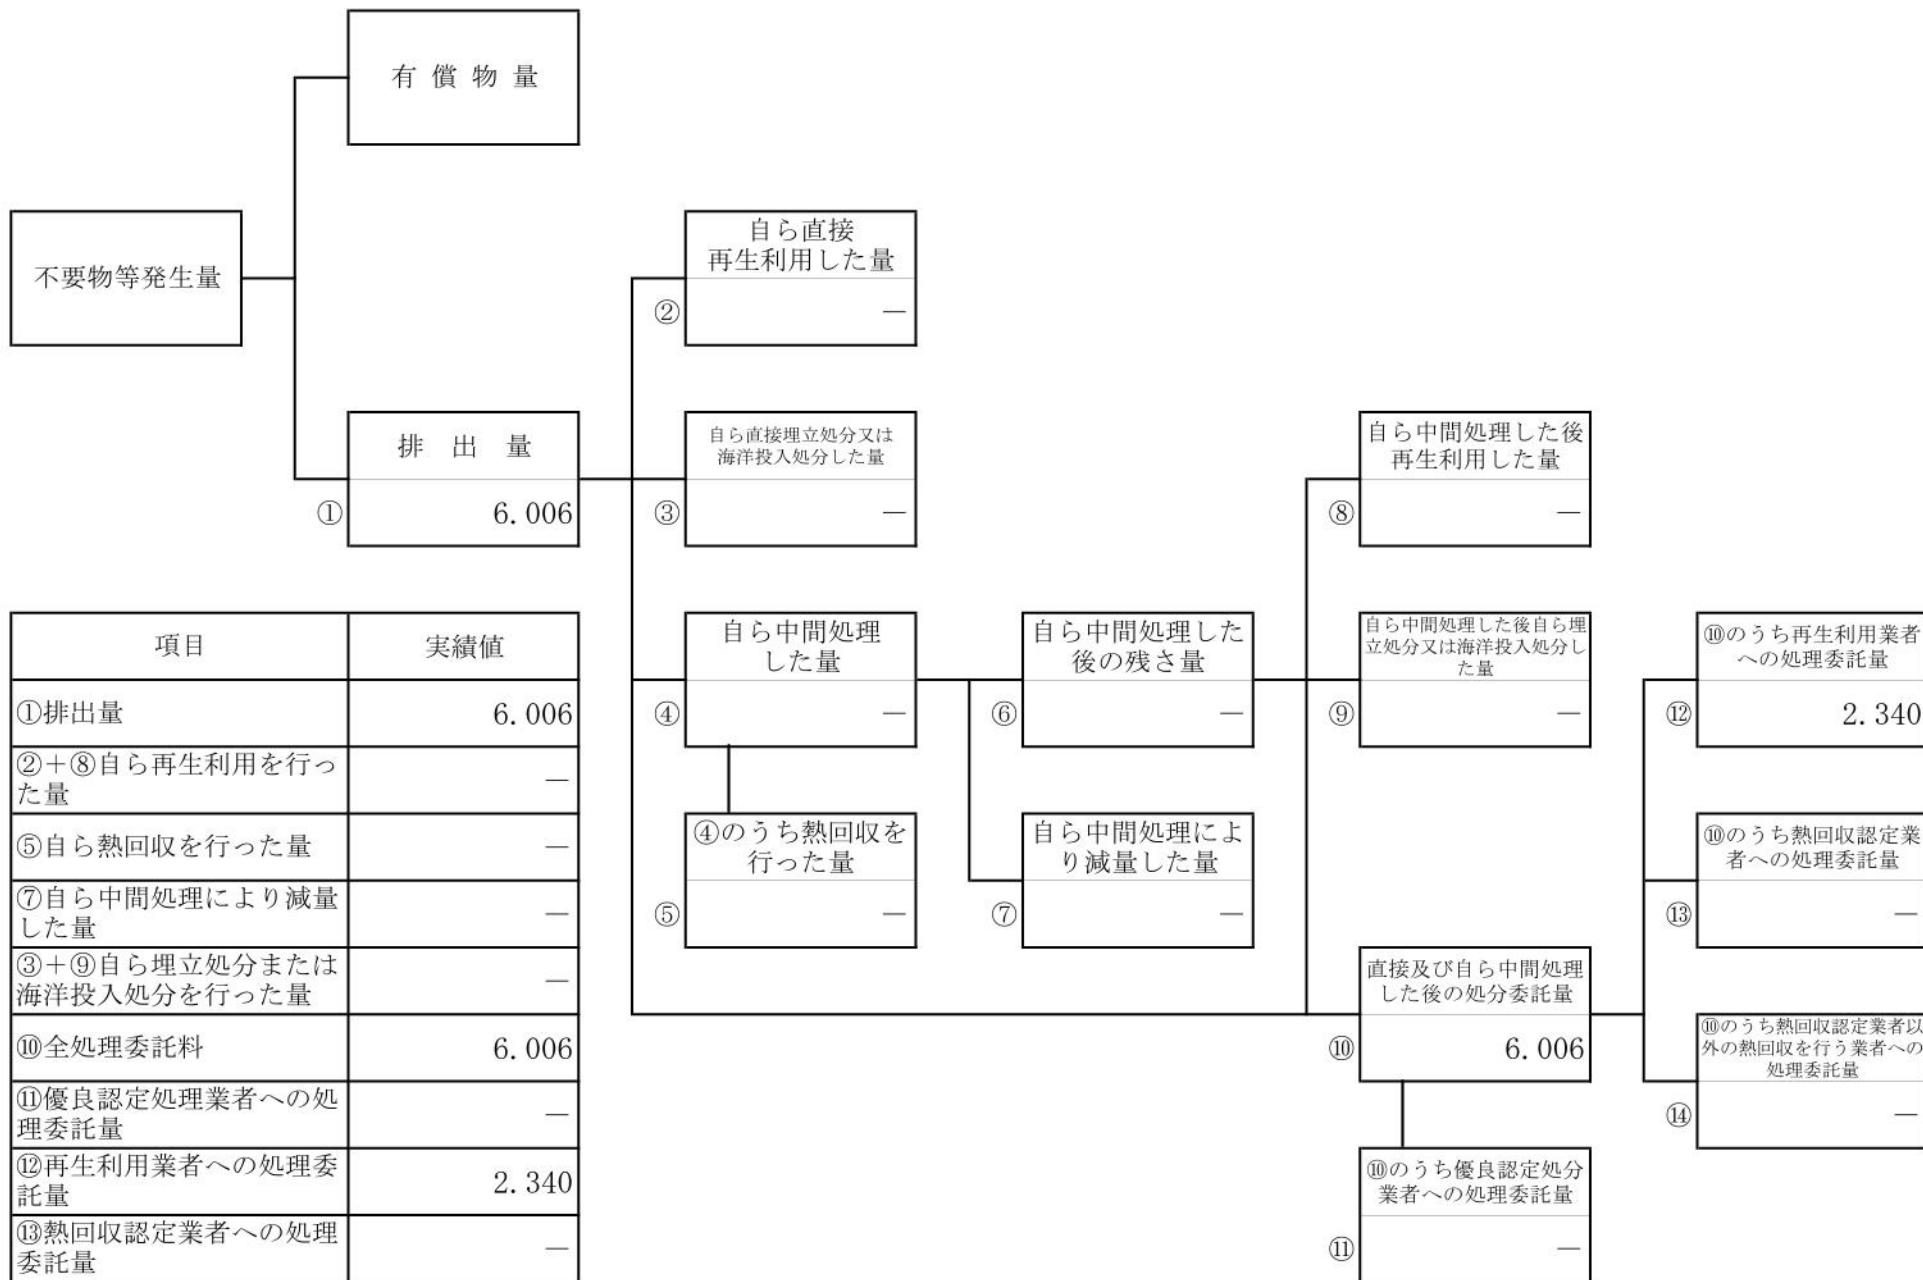 有償物量
不要物等発生量
自ら直接
再生利用した量
②
—
排出量
①
6.006
自ら直接埋立処分又は
海洋投入処分した量
③
—
自ら中間処理した後
再生利用した量
⑧
—
自ら中間処理
した量
④
—
自ら中間処理した
後の残さ量
⑥
—
自ら中間処理した後自ら埋
立処分又は海洋投入処分し
た量
⑨
—
⑩のうち再生利用業者
への処理委託量
⑫
2.340
④のうち熱回収を
行った量
⑤
—
自ら中間処理によ
り減量した量
⑦
—
⑩のうち熱回収認定業
者への処理委託量
⑬
—
直接及び自ら中間処理
した後の処分委託量
⑩
6.006
⑩のうち熱回収認定業者以
外の熱回収を行う業者への
処理委託量
⑭
—
⑩のうち優良認定処分
業者への処理委託量
⑪
—
項目 実績値
①排出量 6.006
②＋⑧自ら再生利用を行っ
た量 —
⑤自ら熱回収を行った量 —
⑦自ら中間処理により減量
した量 —
③＋⑨自ら埋立処分または
海洋投入処分を行った量 —
⑩全処理委託料 6.006
⑪優良認定処理業者への処
理委託量 —
⑫再生利用業者への処理委
託量 2.340
⑬熱回収認定業者への処理
委託量 —